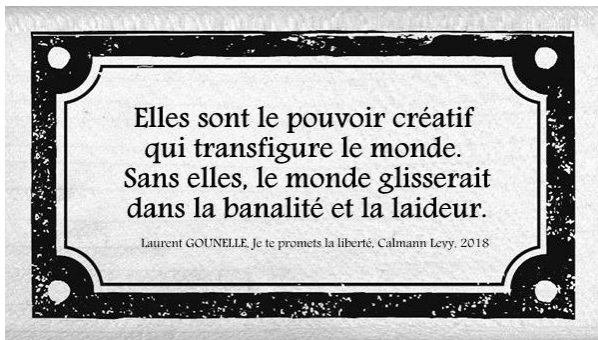 Elles sont le pouvoir créatif
qui transfigure le monde.
Sans elles, le monde glisserait
dans la banalité et la laideur.
Laurent GOUNELLE, Je te promets la liberté, Calmann Levy, 2018